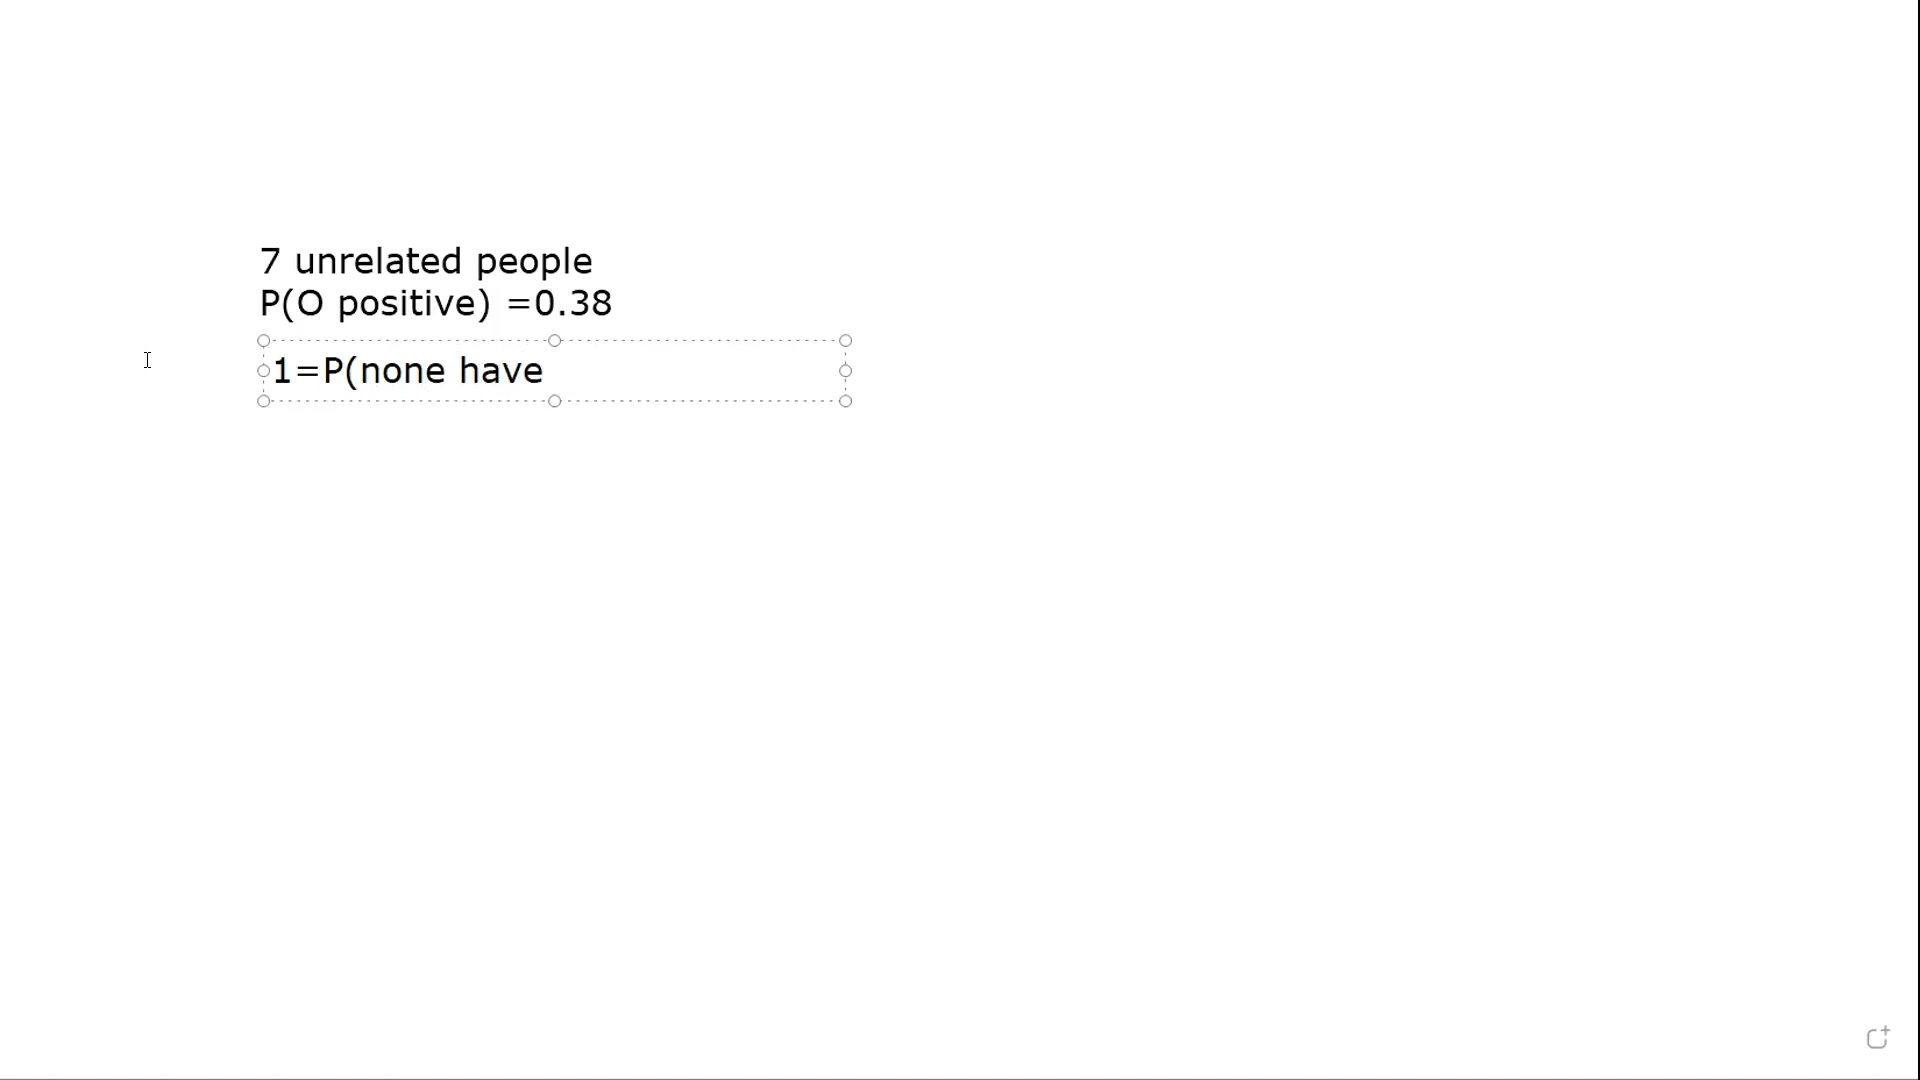 7 unrelated people
P(O positive) =0.38
1=P(none have